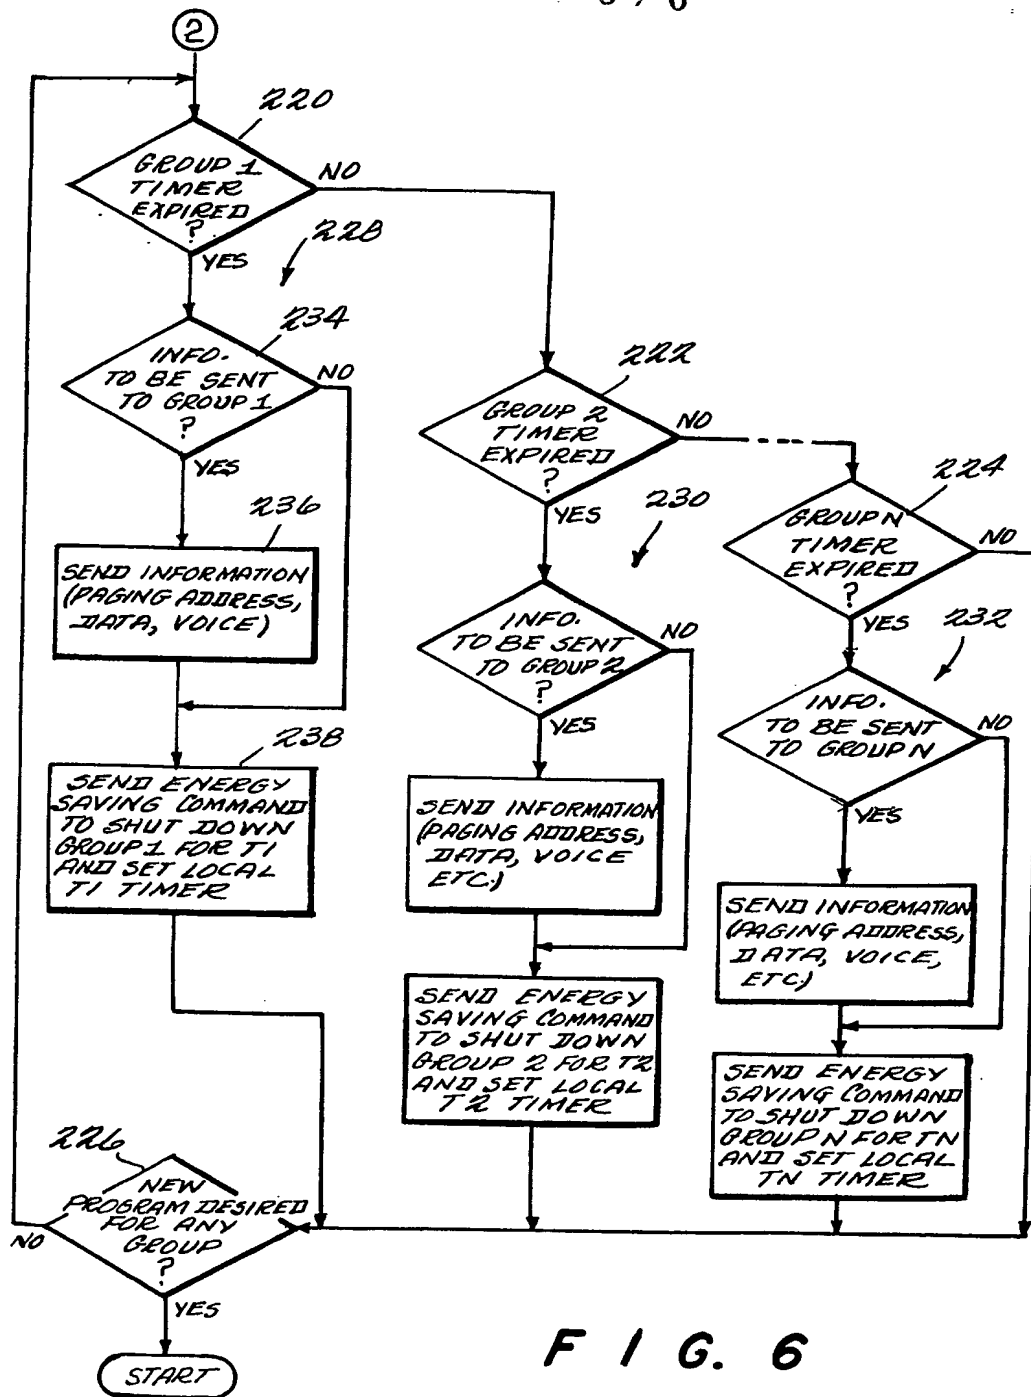 2
220
GROUP 1
TIMER
EXPIRED
?
NO
YES
228
234
INFO.
TO BE SENT
TO GROUP 1
?
NO
YES
236
SEND INFORMATION
(PAGING ADDRESS,
DATA, VOICE)
238
SEND ENERGY
SAVING COMMAND
TO SHUT DOWN
GROUP 1 FOR T1
AND SET LOCAL
T1 TIMER
222
GROUP 2
TIMER
EXPIRED
?
NO
YES
230
INFO.
TO BE SENT
TO GROUP 2
?
NO
YES
SEND INFORMATION
(PAGING ADDRESS,
DATA, VOICE
ETC.)
SEND ENERGY
SAVING COMMAND
TO SHUT DOWN
GROUP 2 FOR T2
AND SET LOCAL
T2 TIMER
224
GROUP N
TIMER
EXPIRED
?
NO
YES
232
INFO.
TO BE SENT
TO GROUP N
NO
YES
SEND INFORMATION
(PAGING ADDRESS,
DATA, VOICE,
ETC.)
SEND ENERGY
SAVING COMMAND
TO SHUT DOWN
GROUP N FOR TN
AND SET LOCAL
TN TIMER
226
NEW
PROGRAM DESIRED
FOR ANY
GROUP
?
NO
YES
START
FIG. 6